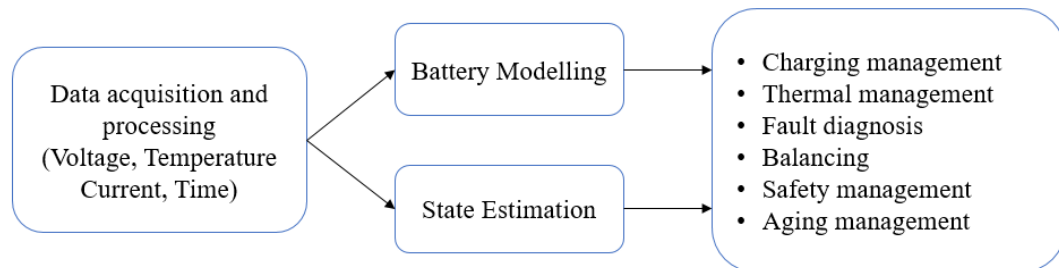 Data acquisition and
processing
(Voltage, Temperature
Current, Time)
Battery Modelling
State Estimation
• Charging management
• Thermal management
• Fault diagnosis
• Balancing
• Safety management
• Aging management